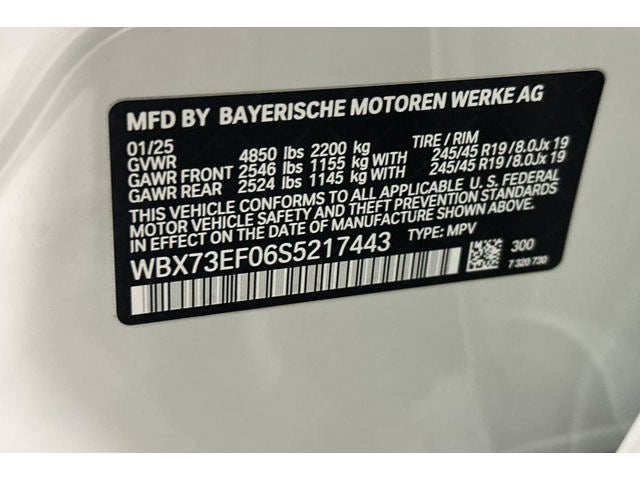 MFD BY BAYERISCHE MOTOREN WERKE AG
01/25 TIRE / RIM
GVWR 4850 lbs 2200 kg
GAWR FRONT 2546 lbs 1155 kg WITH 245/45 R19 / 8.0Jx 19
GAWR REAR 2524 lbs 1145 kg WITH 245/45 R19 / 8.0Jx 19
THIS VEHICLE CONFORMS TO ALL APPLICABLE U.S. FEDERAL
MOTOR VEHICLE SAFETY AND THEFT PREVENTION STANDARDS
IN EFFECT ON THE DATE OF MANUFACTURE SHOWN ABOVE.
WBX73EF06S5217443 TYPE: MPV
300
7 320 730